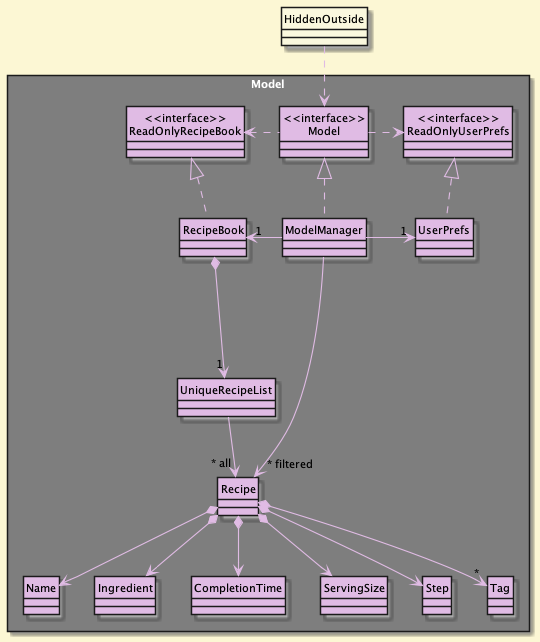 HiddenOutside
Model
<<interface>>
ReadOnlyRecipeBook
<<interface>>
Model
<<interface>>
ReadOnlyUserPrefs
RecipeBook
1
ModelManager
1
UserPrefs
1
UniqueRecipeList
* all
* filtered
Recipe
*
Name
Ingredient
CompletionTime
ServingSize
Step
Tag